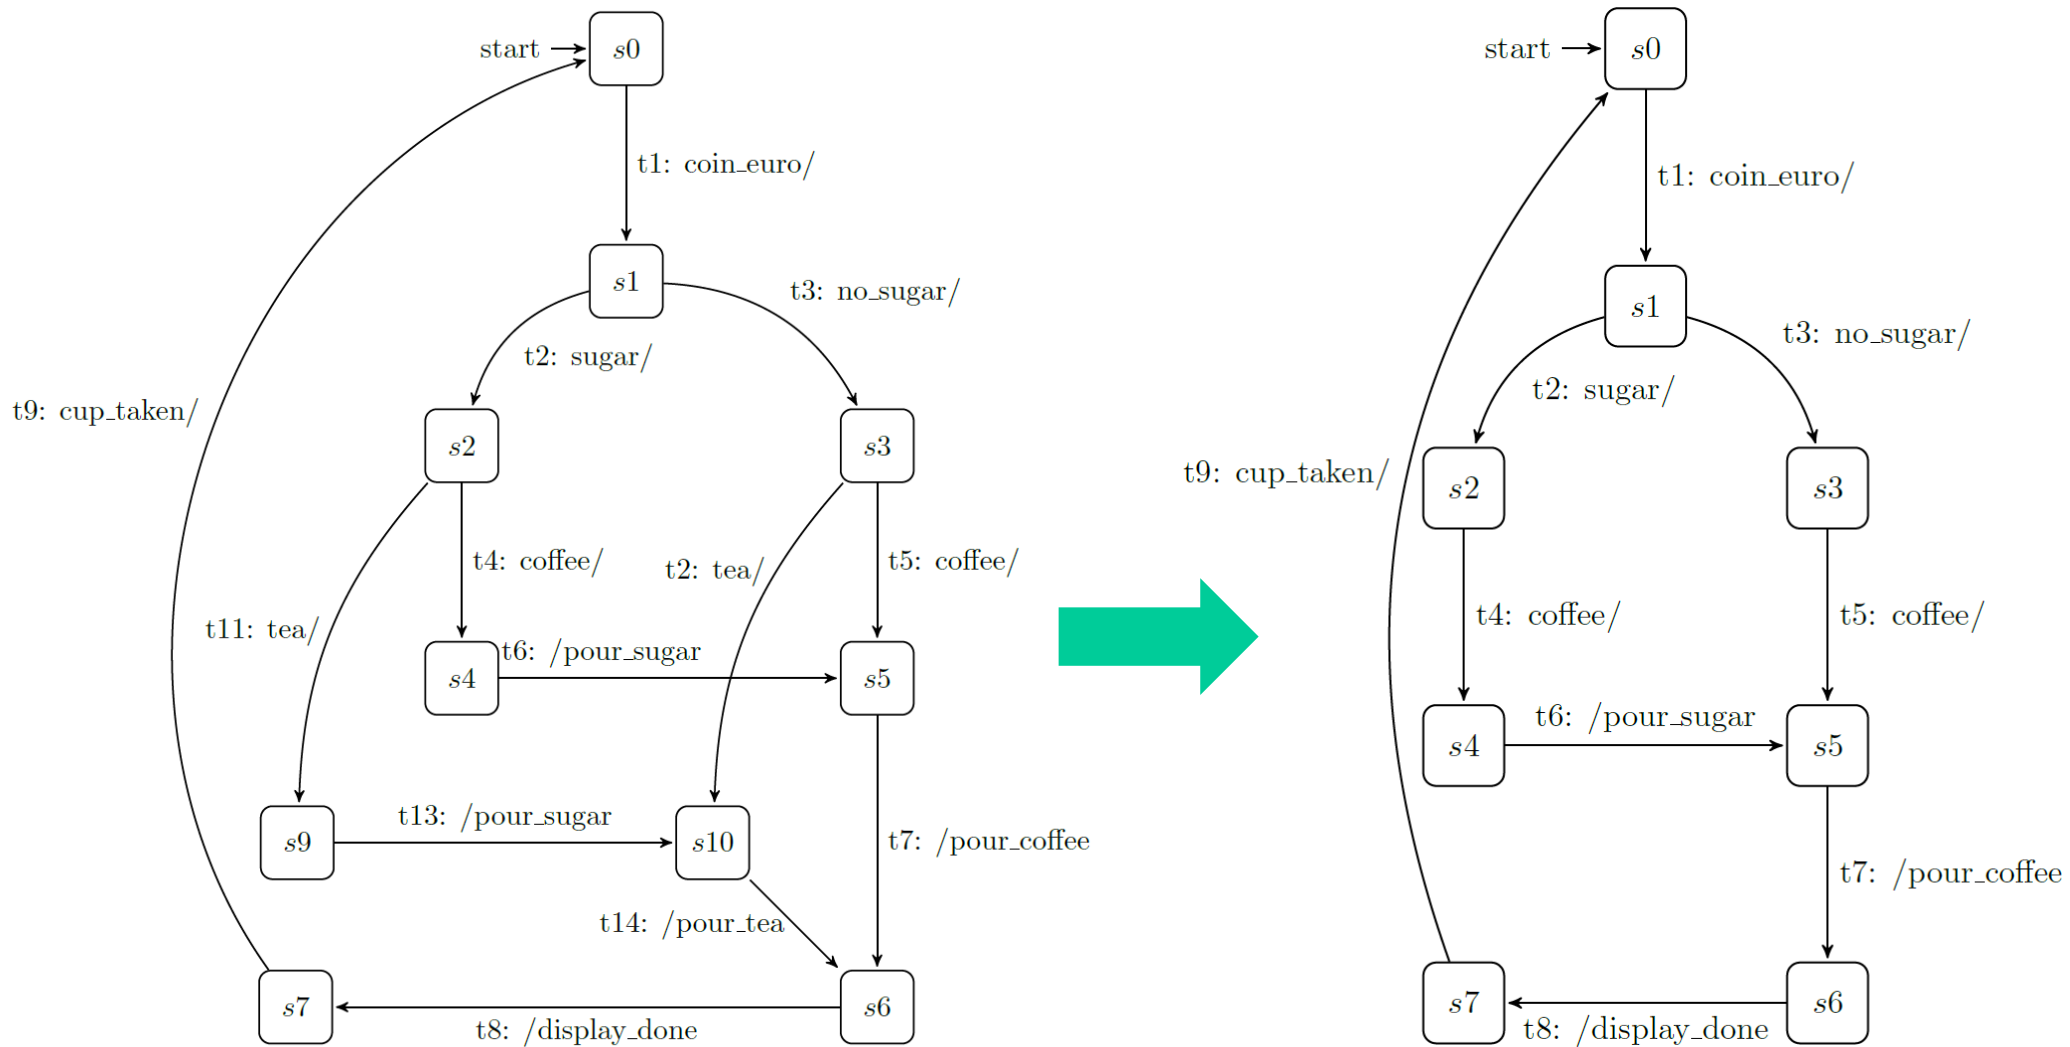 start
s0
t1: coin_euro/
s1
t3: no_sugar/
t2: sugar/
t9: cup_taken/
s2
s3
t4: coffee/
t2: tea/
t5: coffee/
t11: tea/
s4
t6: /pour_sugar
s5
t13: /pour_sugar
s9
s10
t7: /pour_coffee
t14: /pour_tea
s7
s6
t8: /display_done
start
s0
t1: coin_euro/
s1
t3: no_sugar/
t2: sugar/
t9: cup_taken/
s2
s3
t4: coffee/
t5: coffee/
t6: /pour_sugar
s4
s5
t7: /pour_coffee
s7
s6
t8: /display_done